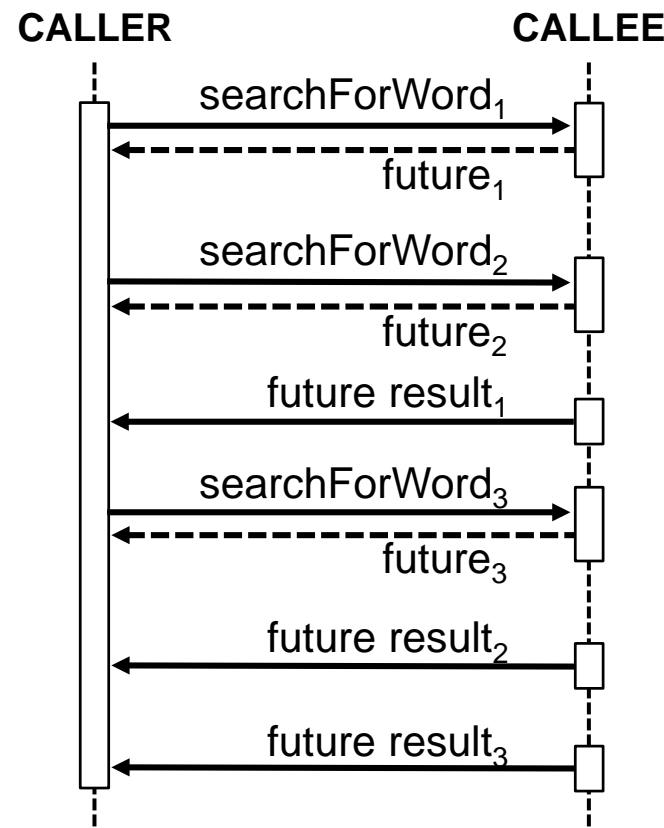 CALLER CALLEE
searchForWord₁
future₁
searchForWord₂
future₂
future result₁
searchForWord₃
future₃
future result₂
future result₃